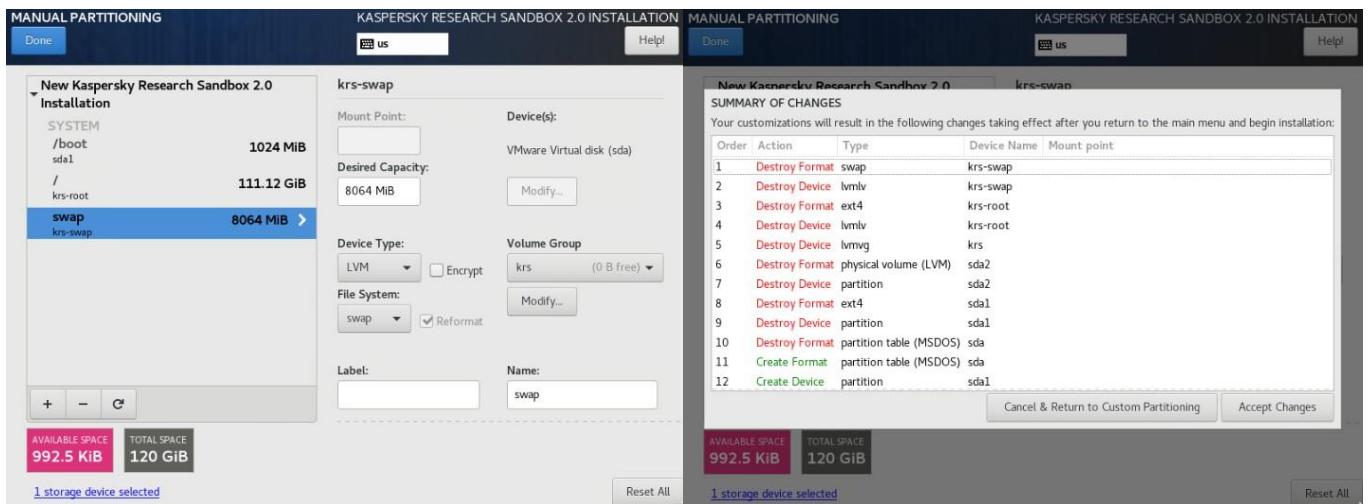 MANUAL PARTITIONING
KASPERSKY RESEARCH SANDBOX 2.0 INSTALLATION
Done
us
Help!
New Kaspersky Research Sandbox 2.0
Installation
SYSTEM
/boot
1024 MiB
sda1
/
111.12 GiB
krs-root
swap
8064 MiB
krs-swap
+ –
AVAILABLE SPACE
992.5 KiB
TOTAL SPACE
120 GiB
1 storage device selected
krs-swap
Mount Point:
Device(s):
VMware Virtual disk (sda)
Desired Capacity:
8064 MiB
Modify...
Device Type:
Volume Group
LVM
Encrypt
krs (0 B free)
File System:
Modify...
swap
Reformat
Label:
Name:
swap
Reset All
MANUAL PARTITIONING
KASPERSKY RESEARCH SANDBOX 2.0 INSTALLATION
Done
us
Help!
New Kaspersky Research Sandbox 2.0
krs-swap
SUMMARY OF CHANGES
Your customizations will result in the following changes taking effect after you return to the main menu and begin installation:
Order Action Type Device Name Mount point
1 Destroy Format swap krs-swap
2 Destroy Device lvmlv krs-swap
3 Destroy Format ext4 krs-root
4 Destroy Device lvmlv krs-root
5 Destroy Device lvmvg krs
6 Destroy Format physical volume (LVM) sda2
7 Destroy Device partition sda2
8 Destroy Format ext4 sda1
9 Destroy Device partition sda1
10 Destroy Format partition table (MSDOS) sda
11 Create Format partition table (MSDOS) sda
12 Create Device partition sda1
Cancel & Return to Custom Partitioning
Accept Changes
AVAILABLE SPACE
992.5 KiB
TOTAL SPACE
120 GiB
1 storage device selected
Reset All